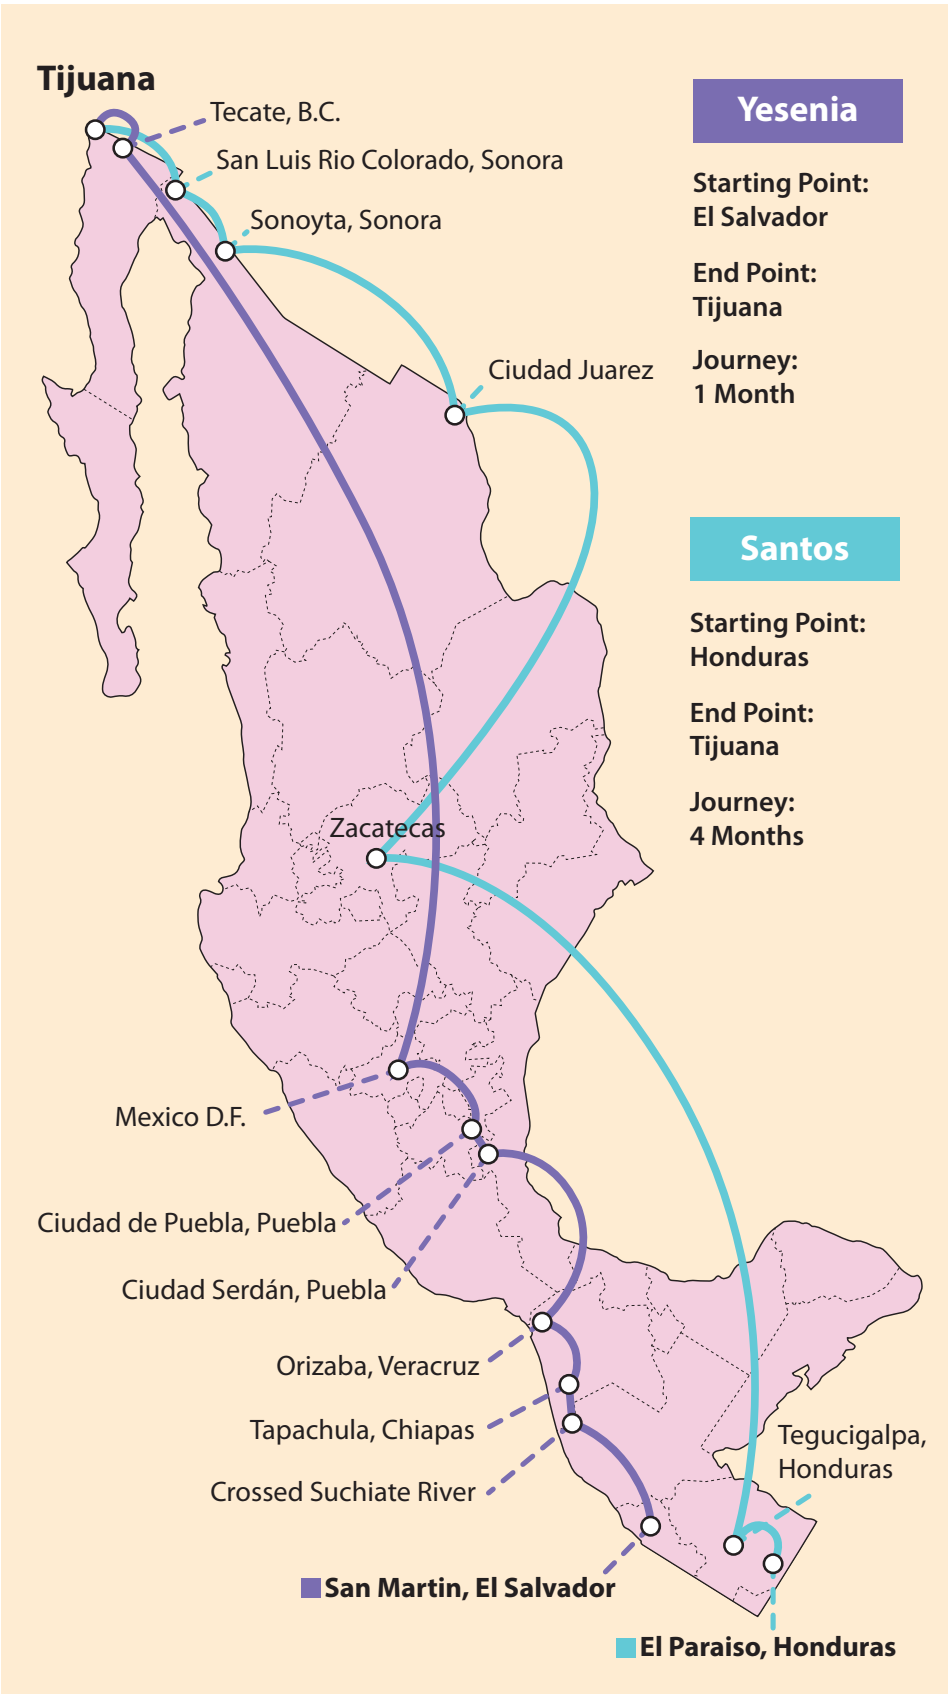 Tijuana
Tecate, B.C.
San Luis Rio Colorado, Sonora
Sonoyta, Sonora
Ciudad Juarez
Zacatecas
Mexico D.F.
Ciudad de Puebla, Puebla
Ciudad Serdán, Puebla
Orizaba, Veracruz
Tapachula, Chiapas
Crossed Suchiate River
San Martin, El Salvador
Tegucigalpa,
Honduras
El Paraiso, Honduras
Yesenia
Starting Point:
El Salvador
End Point:
Tijuana
Journey:
1 Month
Santos
Starting Point:
Honduras
End Point:
Tijuana
Journey:
4 Months